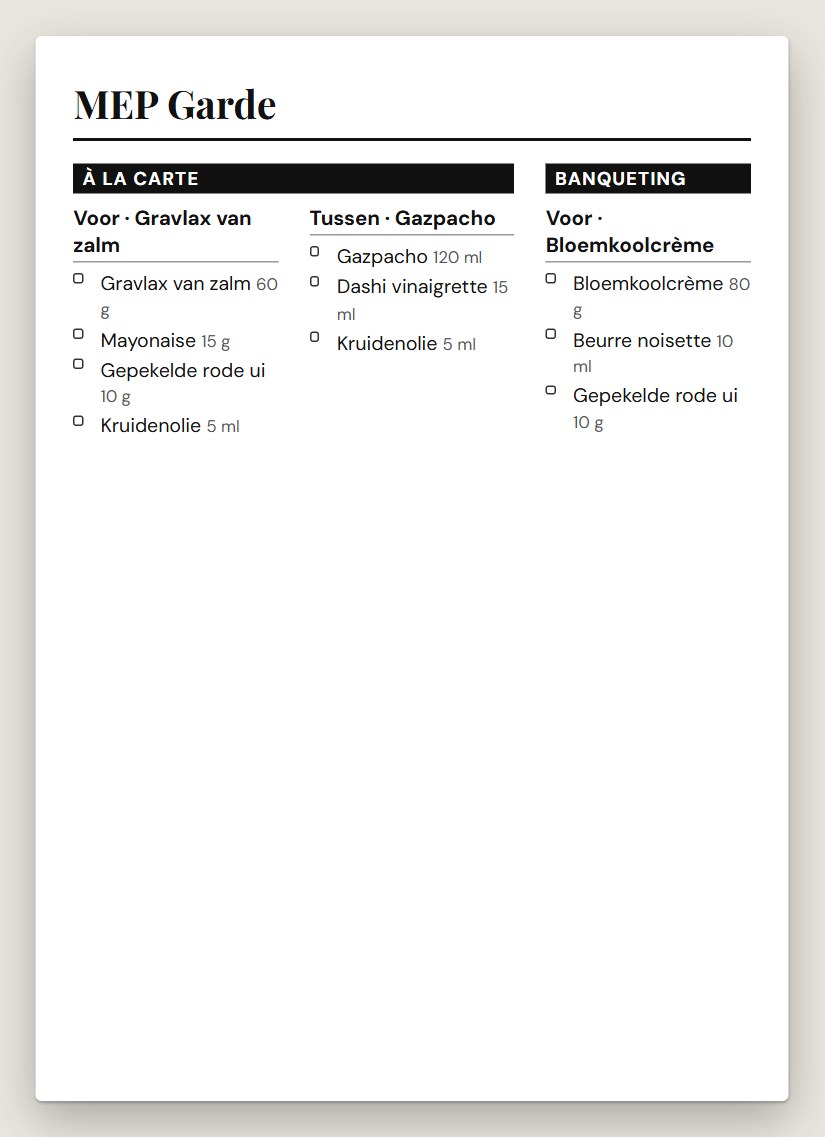 MEP Garde
À LA CARTE
Voor · Gravlax van
zalm
Gravlax van zalm 60
g
Mayonaise 15 g
Gepekelde rode ui
10 g
Kruidenolie 5 ml
Tussen · Gazpacho
Gazpacho 120 ml
Dashi vinaigrette 15
ml
Kruidenolie 5 ml
BANQUETING
Voor ·
Bloemkoolcrème
Bloemkoolcrème 80
g
Beurre noisette 10
ml
Gepekelde rode ui
10 g